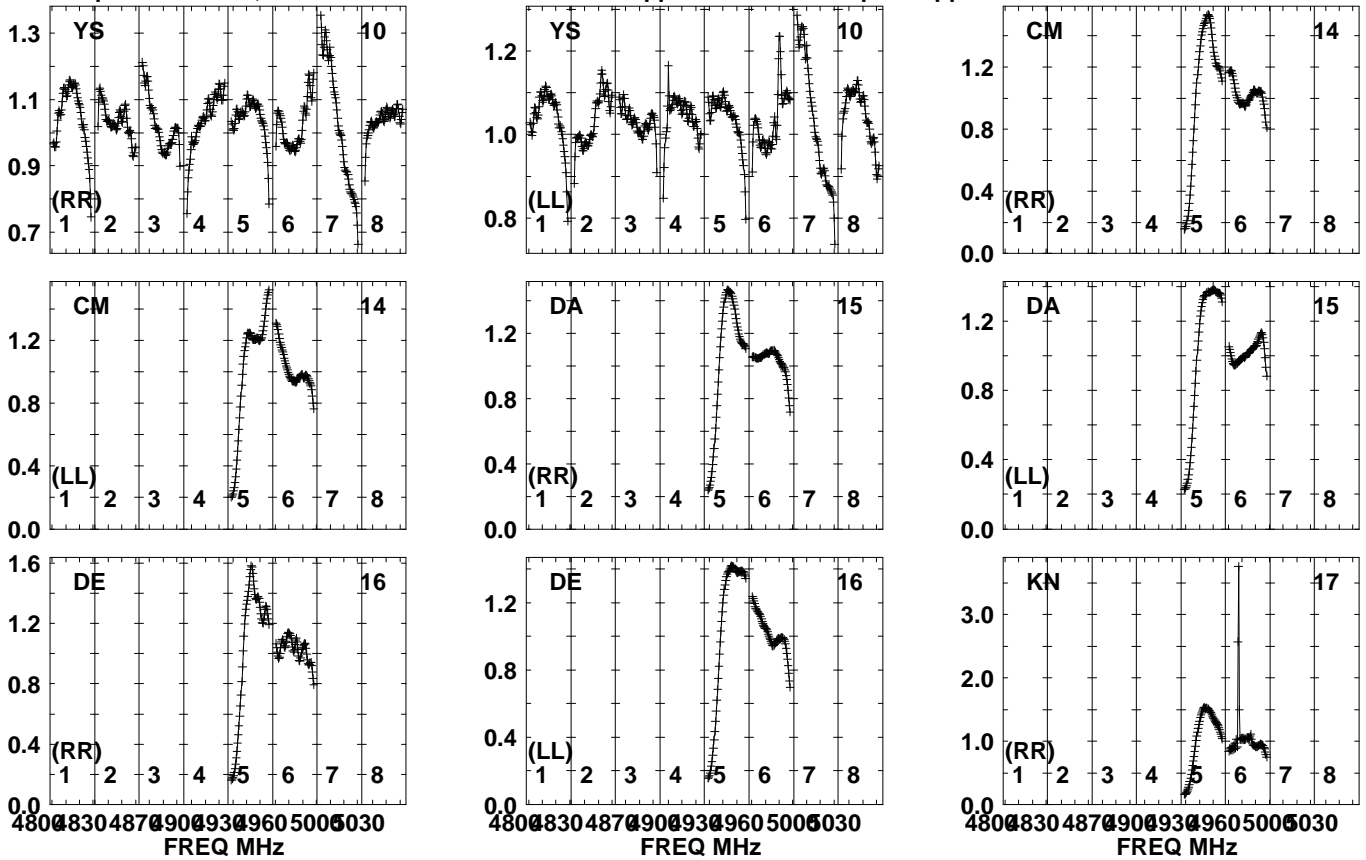 1.3 YS 10
1.1
0.9
(RR)
0.7 1 2 3 4 5 6 7 8
1.2 YS 10
1.0
0.8 (LL)
1 2 3 4 5 6 7 8
CM 14
1.2
0.8
0.4 (RR)
1 2 3 4 5 6 7 8
0.0
CM 14
1.2
0.8
0.4 (LL)
1 2 3 4 5 6 7 8
0.0
DA 15
1.2
0.8
0.4 (RR)
1 2 3 4 5 6 7 8
0.0
DA 15
1.2
0.8
0.4 (LL)
1 2 3 4 5 6 7 8
0.0
1.6 DE 16
1.2
0.8
0.4 (RR)
1 2 3 4 5 6 7 8
0.0
4800 4830 4870 4900 4930 4960 5000 5030
FREQ MHz
DE 16
1.2
0.8
0.4 (LL)
1 2 3 4 5 6 7 8
0.0
4800 4830 4870 4900 4930 4960 5000 5030
FREQ MHz
KN 17
3.0
2.0
1.0 (RR)
1 2 3 4 5 6 7 8
0.0
4800 4830 4870 4900 4930 4960 5000 5030
FREQ MHz